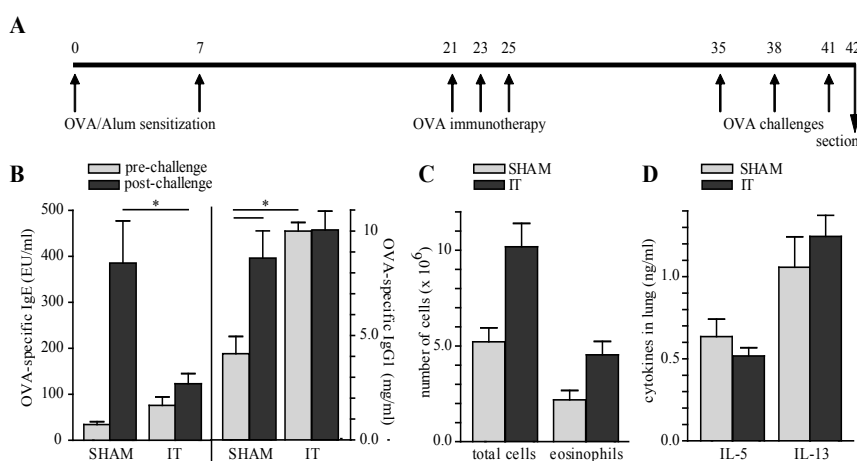 A
0 7 21 23 25 35 38 41 42
OVA/Alum sensitization OVA immunotherapy OVA challenges
section
B
pre-challenge
post-challenge
OVA-specific IgE (EU/ml)
500
400
300
200
100
0
* *
10
5.0
0.0
OVA-specific IgG1 (mg/ml)
SHAM IT SHAM IT
C
SHAM
IT
number of cells (x 10⁶)
10
5.0
0.0
total cells eosinophils
D
SHAM
IT
cytokines in lung (ng/ml)
1.0
0.5
0.0
IL-5 IL-13